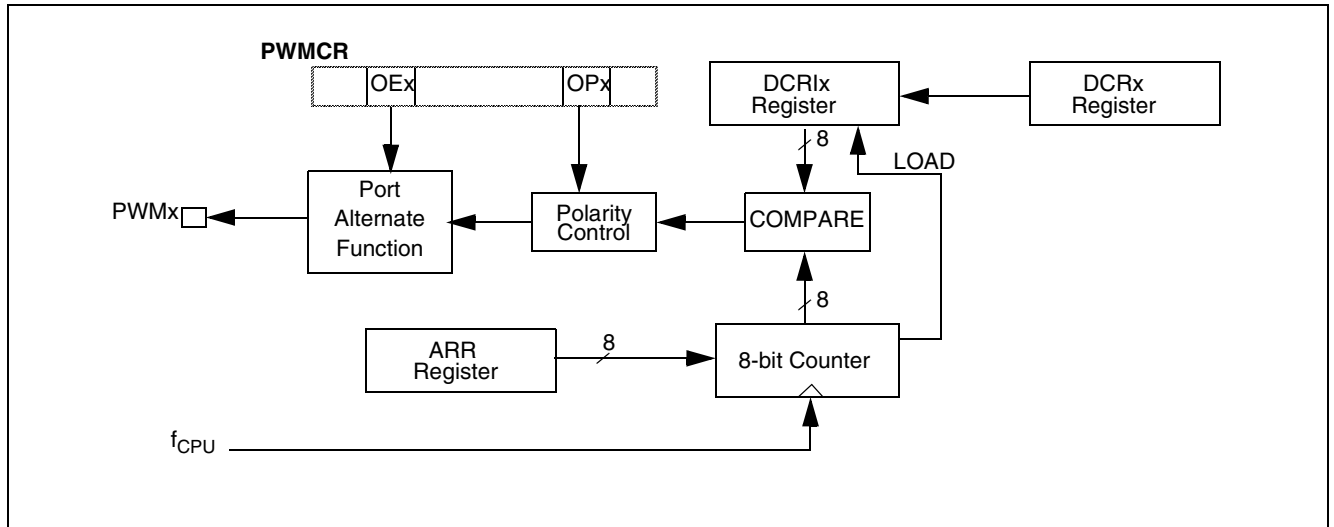 PWMCR
OEx
OPx
DCRIx
Register
DCRx
Register
8
LOAD
Port
Alternate
Function
PWMx
Polarity
Control
COMPARE
8
ARR
Register
8
8-bit Counter
fCPU